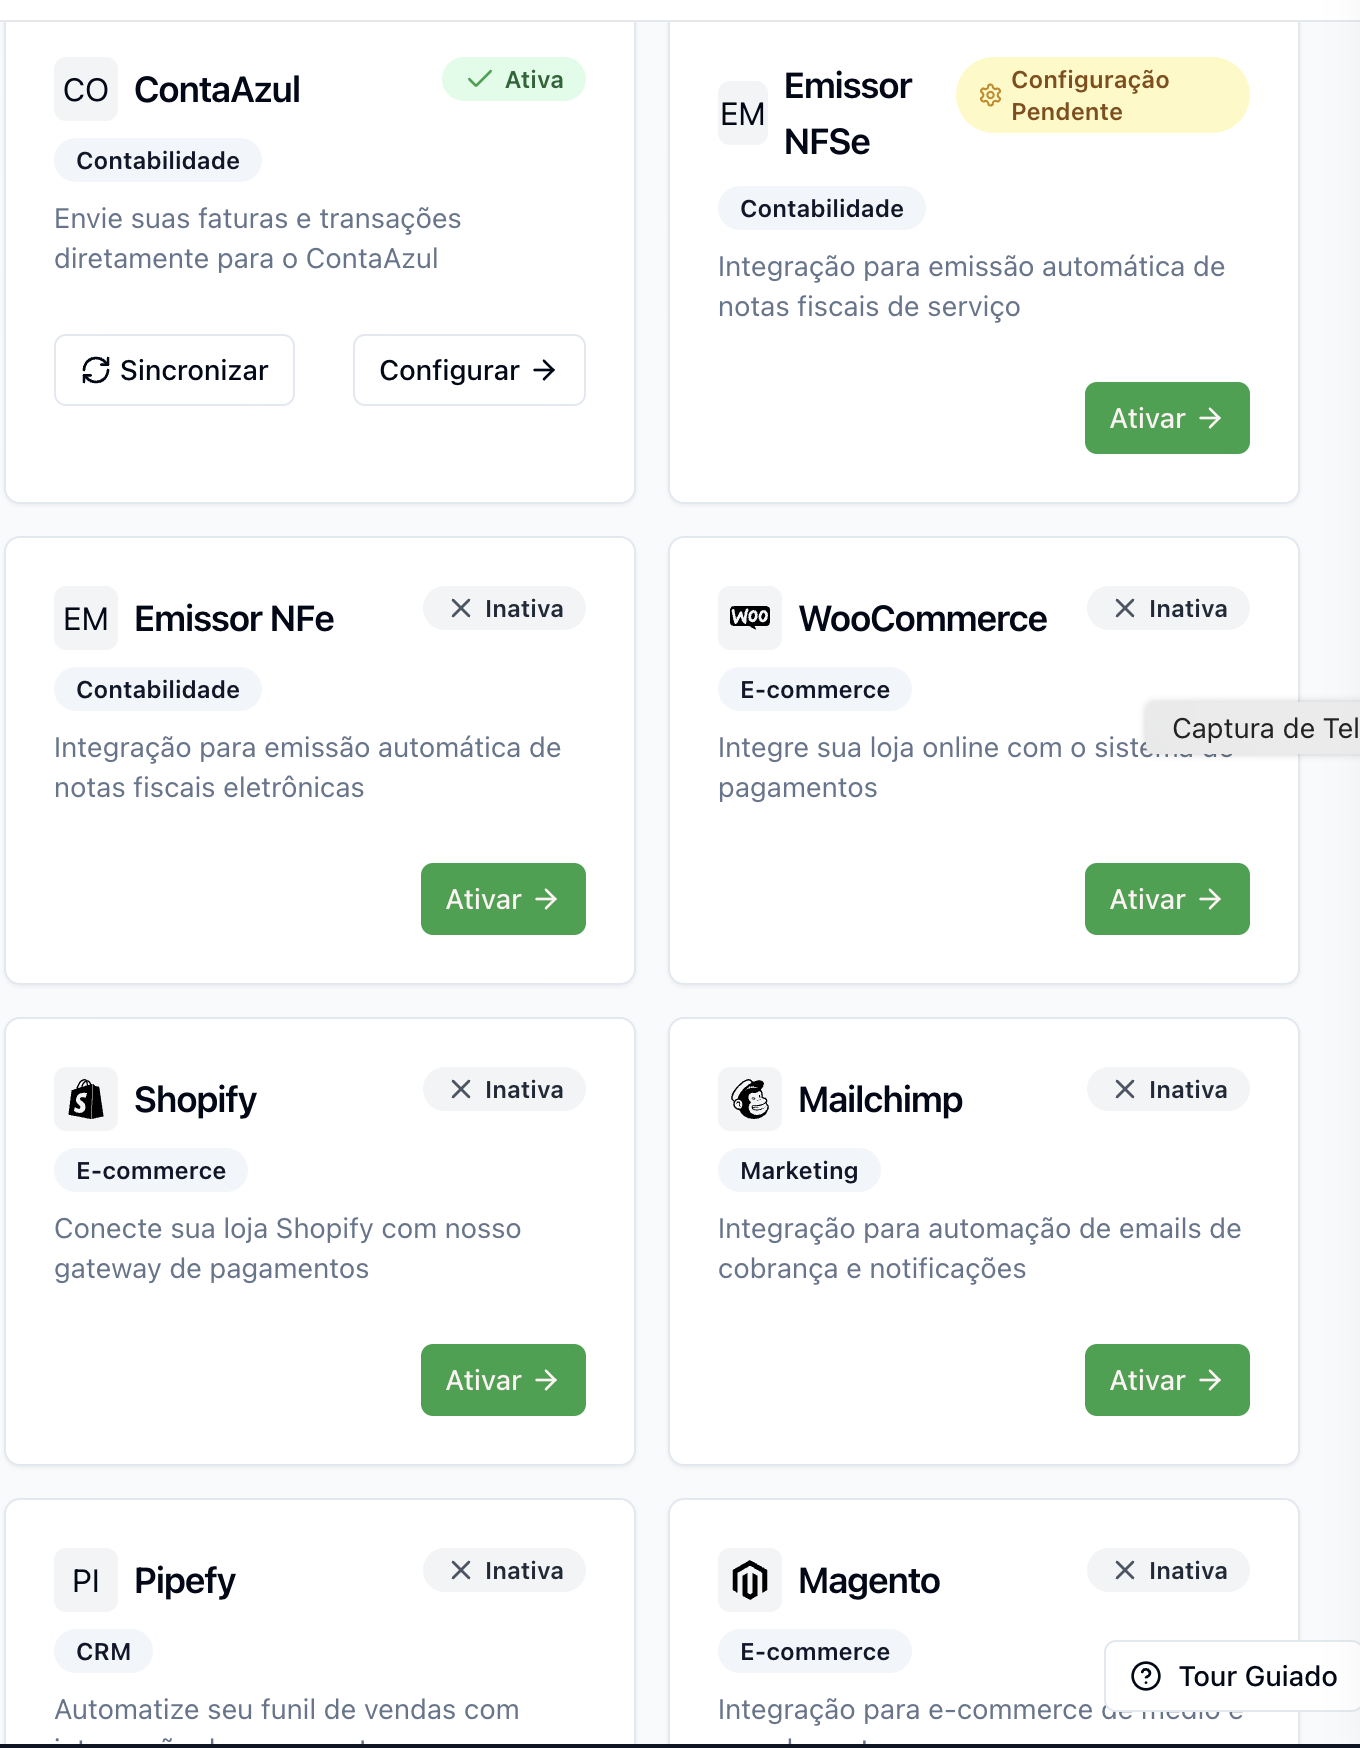 CO ContaAzul
Ativa
Contabilidade
Envie suas faturas e transações
diretamente para o ContaAzul
Sincronizar
Configurar →
EM
Emissor
NFSe
Configuração
Pendente
Contabilidade
Integração para emissão automática de
notas fiscais de serviço
Ativar →
EM Emissor NFe
Inativa
Contabilidade
Integração para emissão automática de
notas fiscais eletrônicas
Ativar →
WOO WooCommerce
Inativa
E-commerce
Captura de Tel
Integre sua loja online com o sistema de
pagamentos
Ativar →
Shopify
Inativa
E-commerce
Conecte sua loja Shopify com nosso
gateway de pagamentos
Ativar →
Mailchimp
Inativa
Marketing
Integração para automação de emails de
cobrança e notificações
Ativar →
PI Pipefy
Inativa
CRM
Automatize seu funil de vendas com
Magento
Inativa
E-commerce
Integração para e-commerce de médio e
Tour Guiado